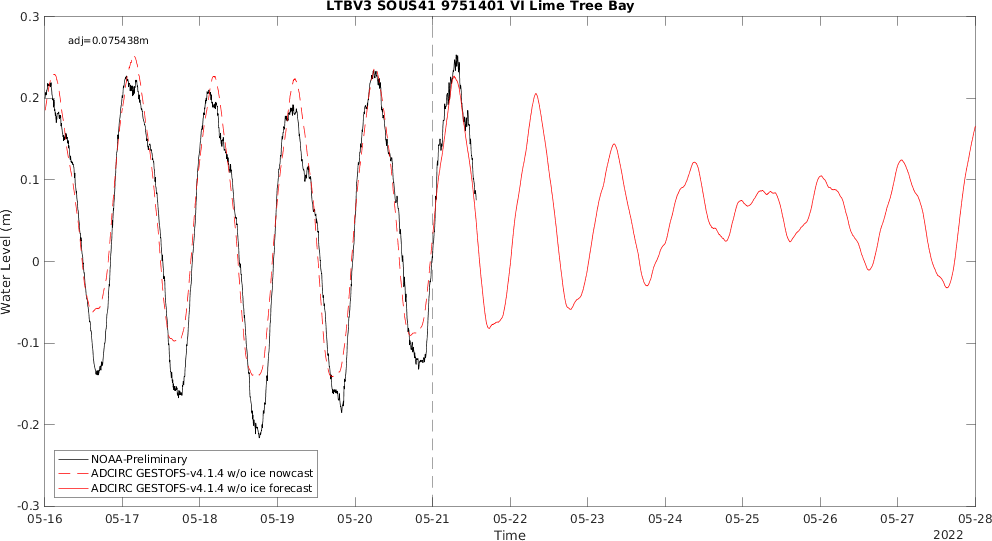 LTBV3 SOUS41 9751401 VI Lime Tree Bay
adj=0.075438m
Water Level (m)
0.3
0.2
0.1
0
-0.1
-0.2
-0.3
NOAA-Preliminary
ADCIRC GESTOFS-v4.1.4 w/o ice nowcast
ADCIRC GESTOFS-v4.1.4 w/o ice forecast
05-16 05-17 05-18 05-19 05-20 05-21 05-22 05-23 05-24 05-25 05-26 05-27 05-28
Time
2022